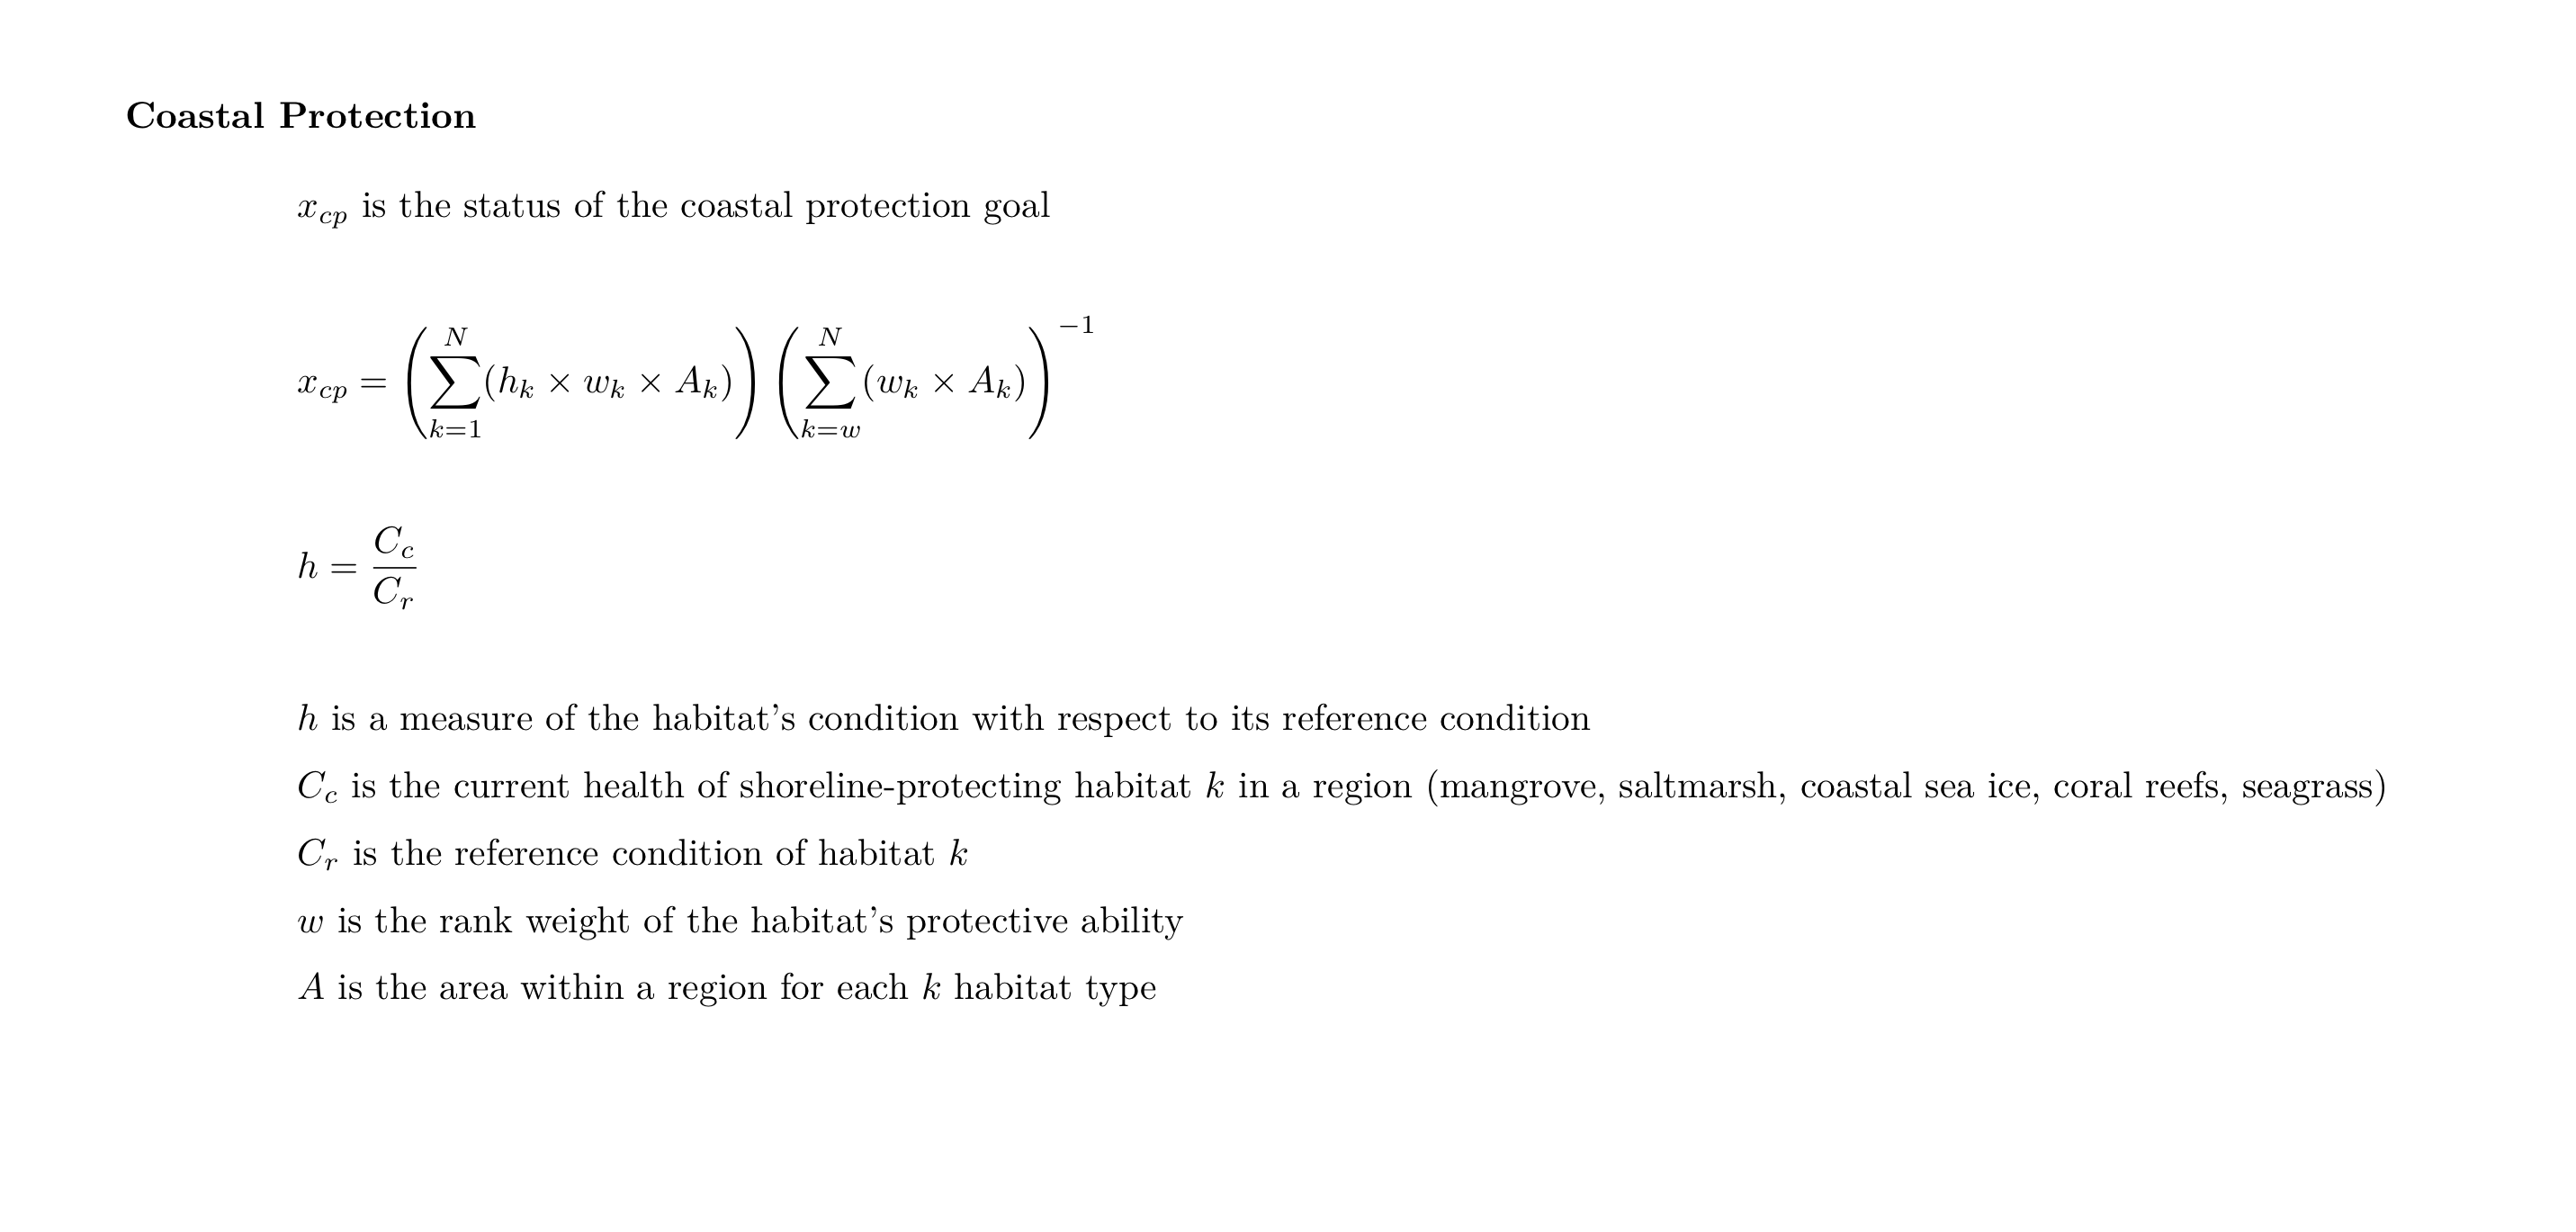 Coastal Protection
x_{cp} is the status of the coastal protection goal
x_{cp} = \left( \sum_{k=1}^{N} (h_k \times w_k \times A_k) \right) \left( \sum_{k=w}^{N} (w_k \times A_k) \right)^{-1}
h = \frac{C_c}{C_r}
h is a measure of the habitat's condition with respect to its reference condition
C_c is the current health of shoreline-protecting habitat k in a region (mangrove, saltmarsh, coastal sea ice, coral reefs, seagrass)
C_r is the reference condition of habitat k
w is the rank weight of the habitat's protective ability
A is the area within a region for each k habitat type